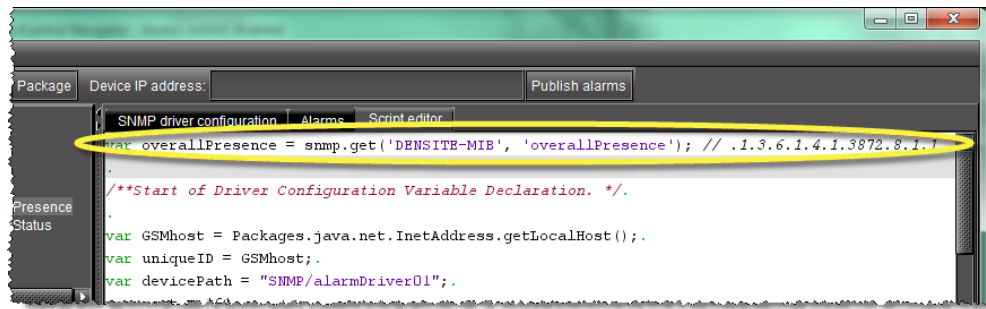 Package Device IP address: Publish alarms
SNMP driver configuration Alarms Script editor
var overallPresence = snmp.get('DENSITE-MIB', 'overallPresence'); // .1.3.6.1.4.1.3872.8.1.1
.
/**Start of Driver Configuration Variable Declaration. */.
.
Presence
Status
var GSMhost = Packages.java.net.InetAddress.getLocalHost();.
var uniqueID = GSMhost;.
var devicePath = "SNMP/alarmDriver01";.